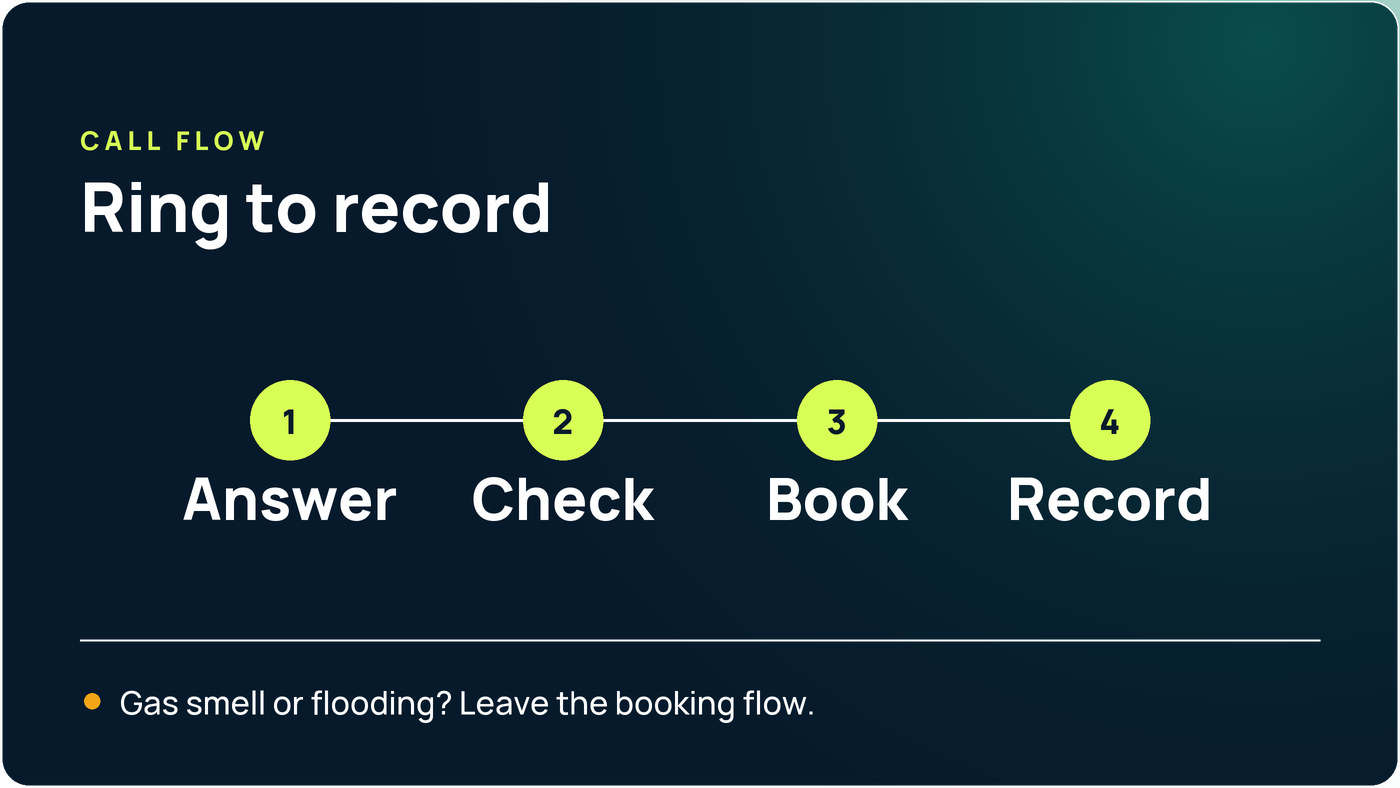 CALL FLOW
Ring to record
1 2 3 4
Answer Check Book Record
Gas smell or flooding? Leave the booking flow.